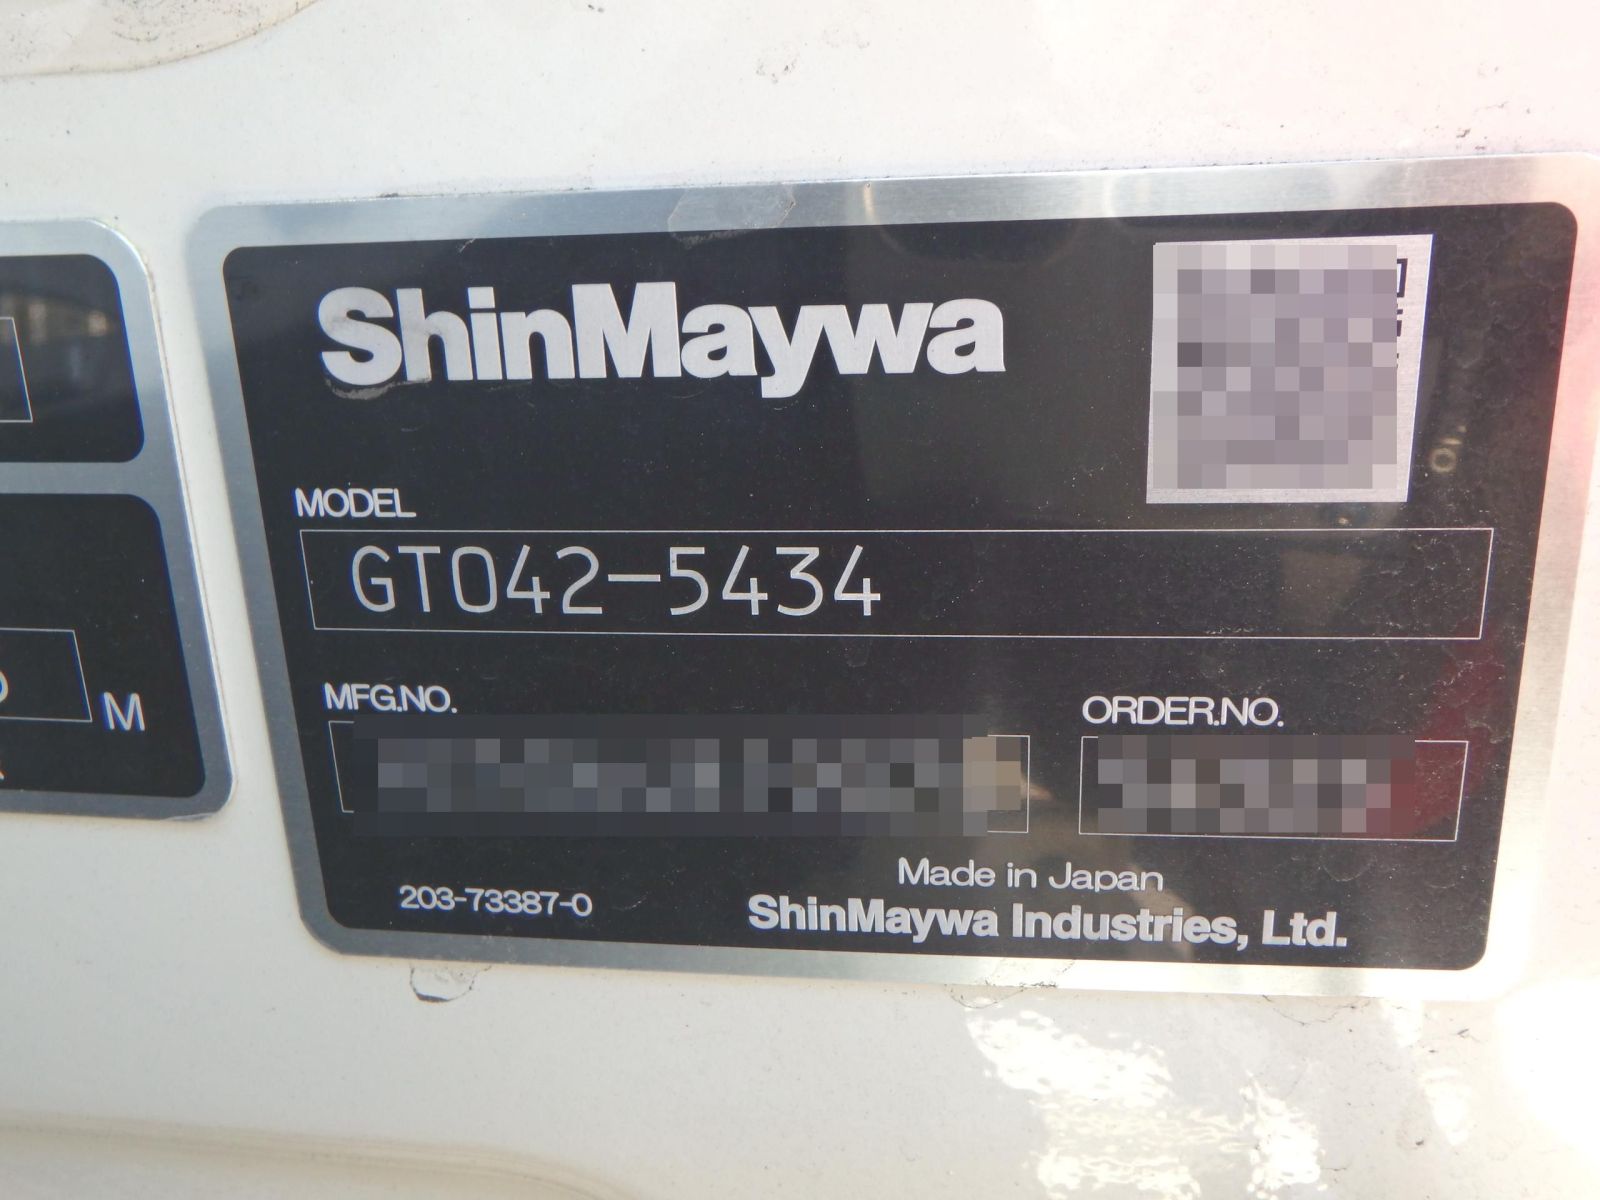 ShinMaywa
MODEL
GT042-5434
MFG.NO.
ORDER.NO.
203-73387-0
Made in Japan
ShinMaywa Industries, Ltd.
M